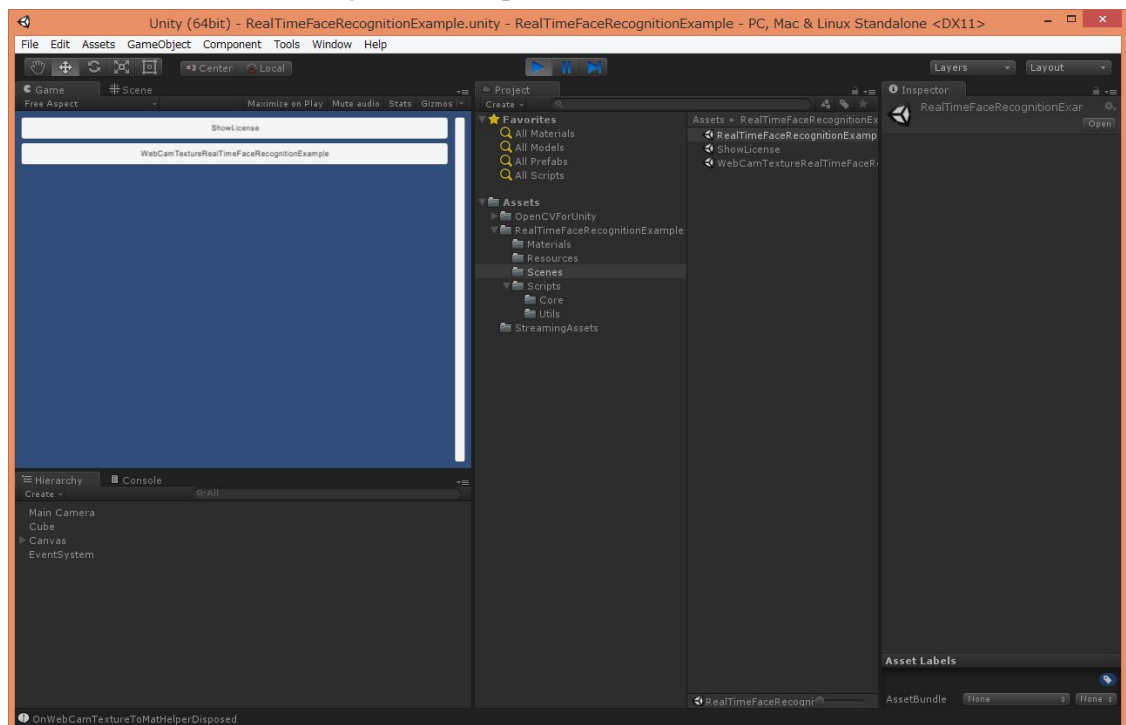 Unity (64bit) - RealTimeFaceRecognitionExample.unity - RealTimeFaceRecognitionExample - PC, Mac & Linux Standalone <DX11>
File Edit Assets GameObject Component Tools Window Help
Center Local
Layers Layout
Game Scene
Free Aspect Maximize on Play Mute audio Stats Gizmos
ShowLicense
WebCamTextureRealTimeFaceRecognitionExample
Hierarchy Console
Create All
Main Camera
Cube
Canvas
EventSystem
Project
Create
Favorites
All Materials
All Models
All Prefabs
All Scripts
Assets
OpenCVForUnity
RealTimeFaceRecognitionExample
Materials
Resources
Scenes
Scripts
Core
Utils
StreamingAssets
Assets RealTimeFaceRecognitionEx
RealTimeFaceRecognitionExamp
ShowLicense
WebCamTextureRealTimeFaceR
RealTimeFaceRecogni
Inspector
RealTimeFaceRecognitionExar
Open
Asset Labels
AssetBundle None None
OnWebCamTextureToMatHelperDisposed